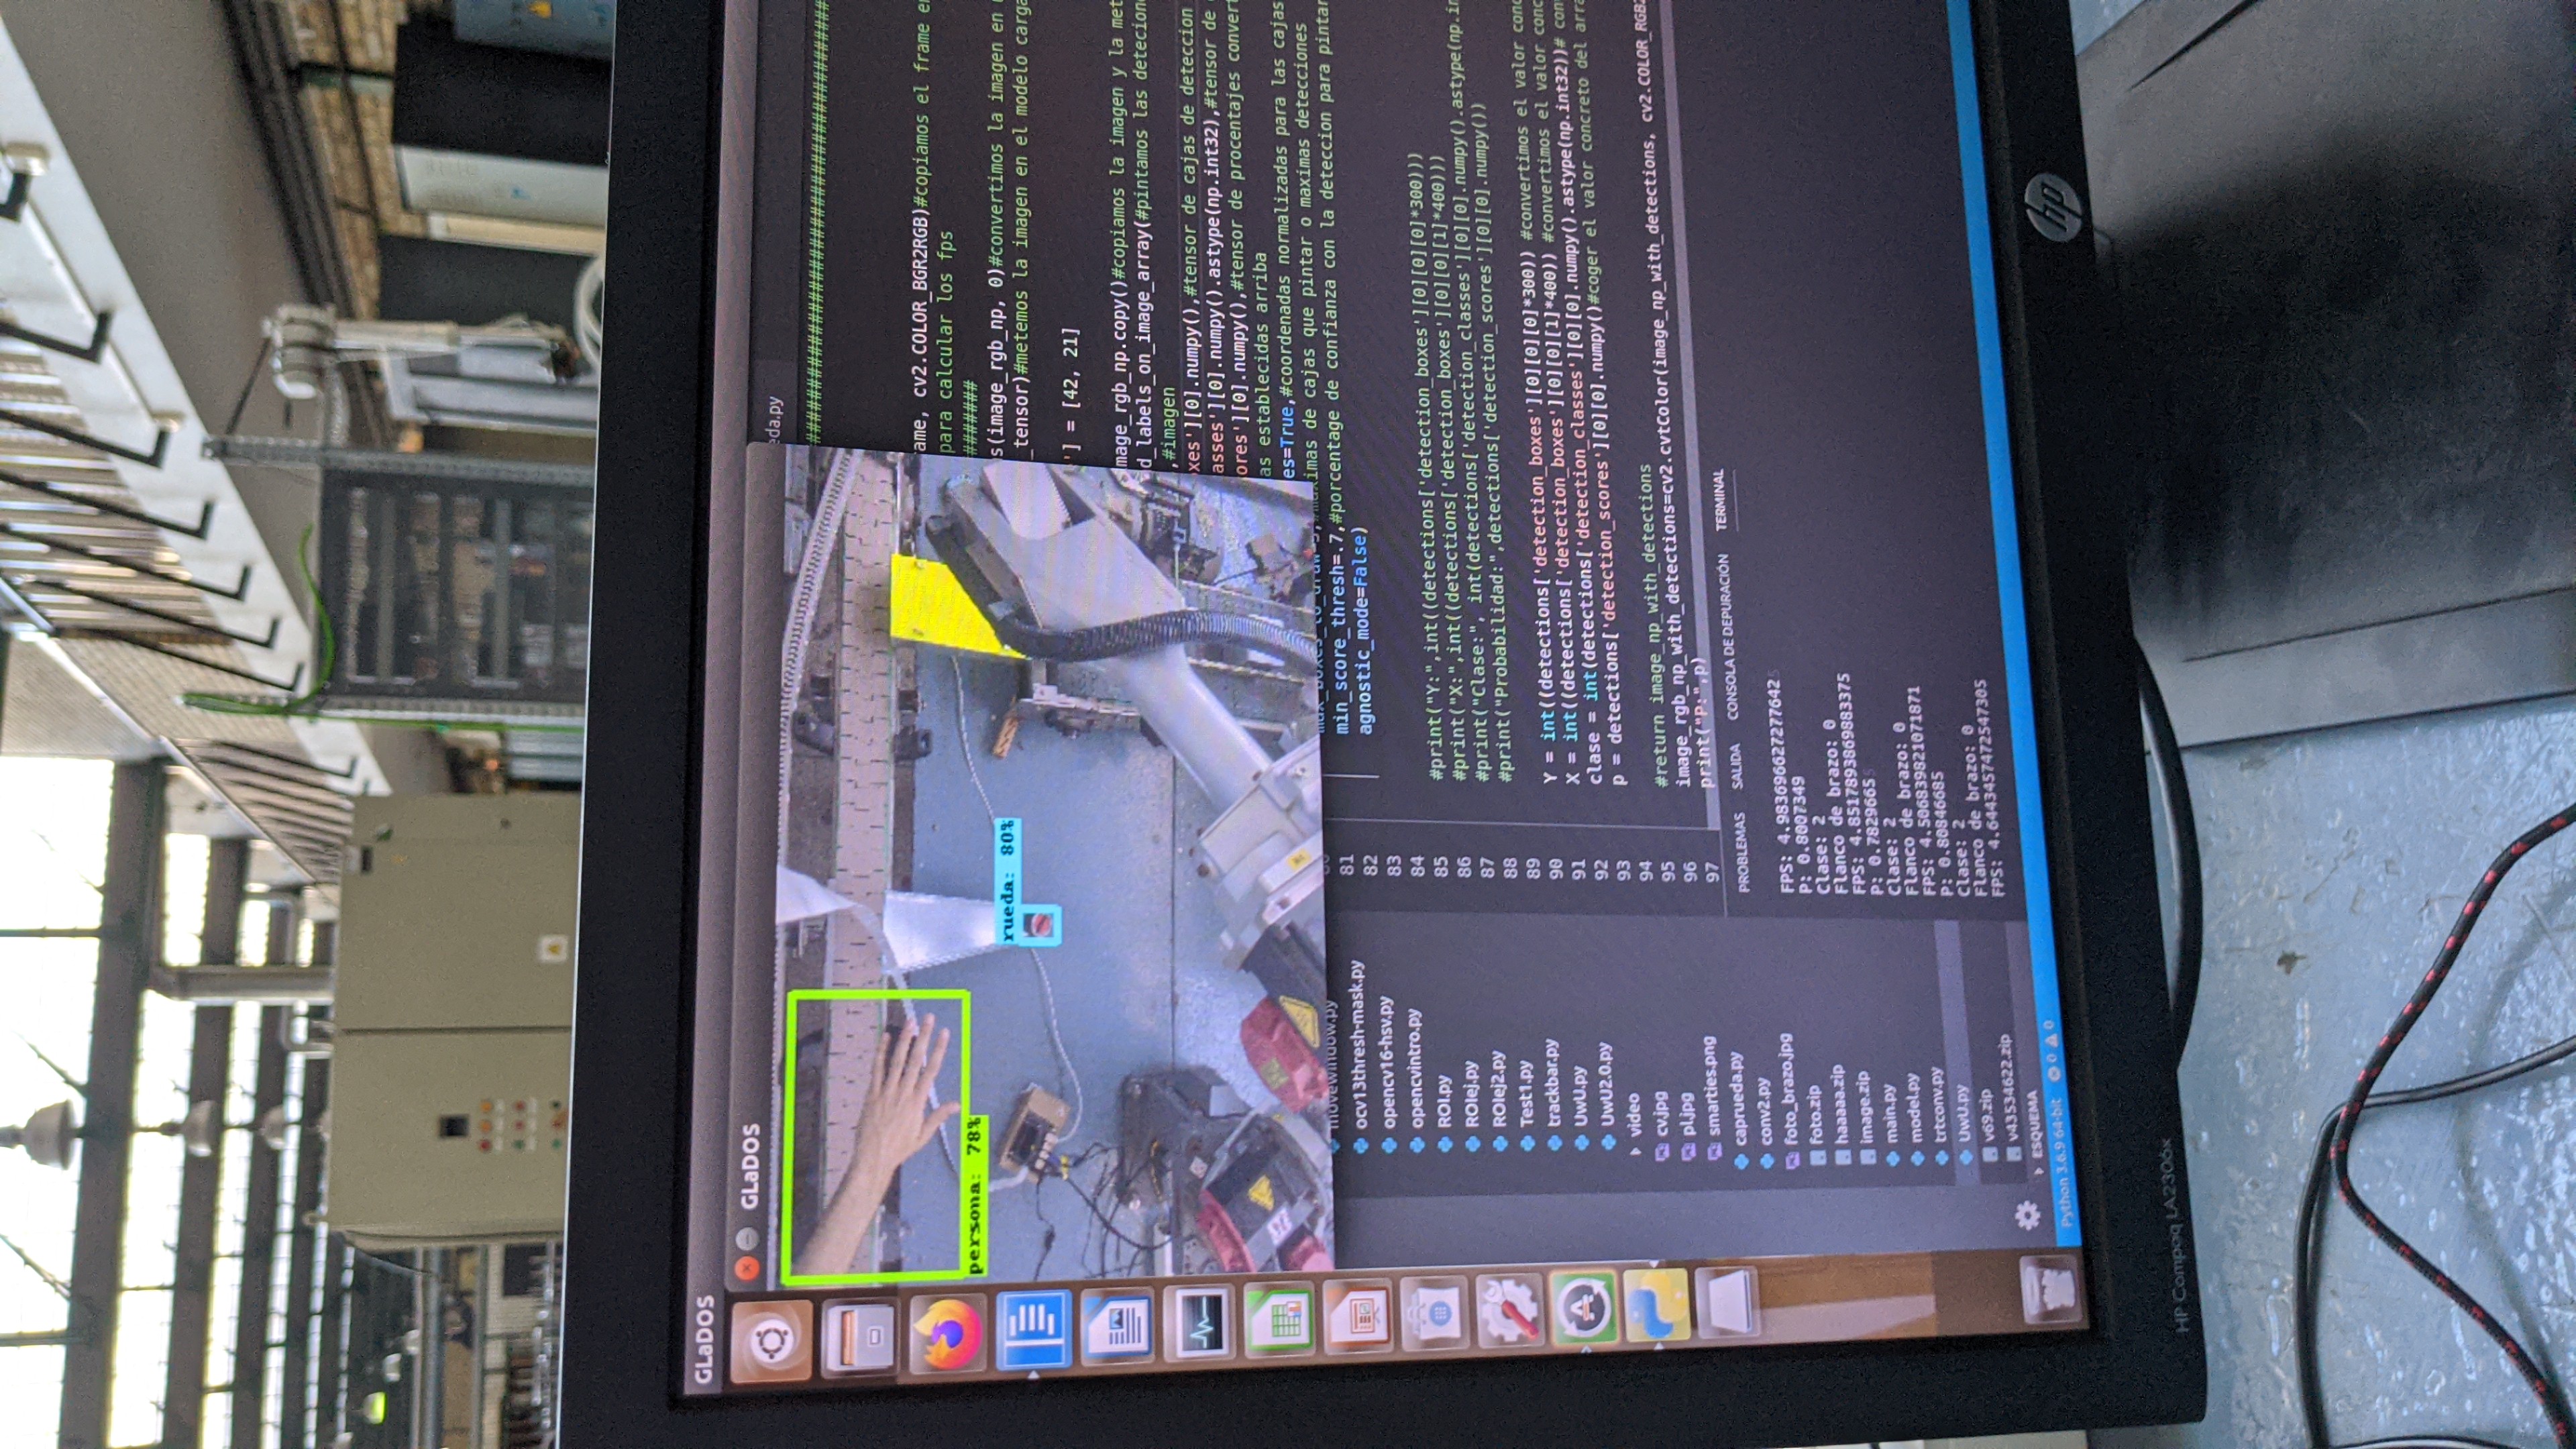 GLaDOS
GLaDOS
eda.py
persona: 78%
rueda: 80%
##################################################
ame, cv2.COLOR_BGR2RGB)#copiamos el frame e
para calcular los fps
#######
s(image_rgb_np, 0)#convertimos la imagen en
_tensor)#metemos la imagen en el modelo carga
'] = [42, 21]
mage_rgb_np.copy()#copiamos la imagen y la met
d_labels_on_image_array(#pintamos las detecion
,#imagen
xes'][0].numpy(),#tensor de cajas de deteccion
asses'][0].numpy().astype(np.int32),#tensor de
ores'][0].numpy(),#tensor de procentajes convert
as establecidas arriba
es=True,#coordenadas normalizadas para las cajas
imas de cajas que pintar o maximas detecciones
81 min_score_thresh=.7,#porcentage de confianza con la deteccion para pintar
82 agnostic_mode=False)
83
84
85 #print("Y:",int((detections['detection_boxes'][0][0][0]*300)))
86 #print("X:",int((detections['detection_boxes'][0][0][1]*400)))
87 #print("Clase:", int(detections['detection_classes'][0][0].numpy().astype(np.in
88 #print("Probabilidad:",detections['detection_scores'][0][0].numpy())
89
90 Y = int((detections['detection_boxes'][0][0][0]*300)) #convertimos el valor conc
91 X = int((detections['detection_boxes'][0][0][1]*400)) #convertimos el valor conc
92 clase = int(detections['detection_classes'][0][0].numpy().astype(np.int32))# con
93 p = detections['detection_scores'][0][0].numpy()#coger el valor concreto del arra
94
95 #return image_np_with_detections
96 image_rgb_np_with_detections=cv2.cvtColor(image_np_with_detections, cv2.COLOR_RGB2
97 print("P:",p)
movewindow.py
ocv13thresh-mask.py
opencv16-hsv.py
opencvintro.py
ROI.py
ROIej.py
ROIej2.py
Test1.py
trackbar.py
UwU.py
UwU2.0.py
video
cv.jpg
pl.jpg
smarties.png
caprueda.py
conv2.py
foto_brazo.jpg
foto.zip
haaaaa.zip
image.zip
main.py
model.py
trtconv.py
UwU.py
v69.zip
v43534622.zip
ESQUEMA
PROBLEMAS SALIDA CONSOLA DE DEPURACIÓN TERMINAL
FPS: 4.983696627277642
P: 0.8007349
Clase: 2
Flanco de brazo: 0
FPS: 4.8517893869883375
P: 0.7829665
Clase: 2
Flanco de brazo: 0
FPS: 4.506839821071871
P: 0.80846685
Clase: 2
Flanco de brazo: 0
FPS: 4.6443457472547305
Python 3.6.9 64-bit 0 0
hp
HP Compaq LA2306x